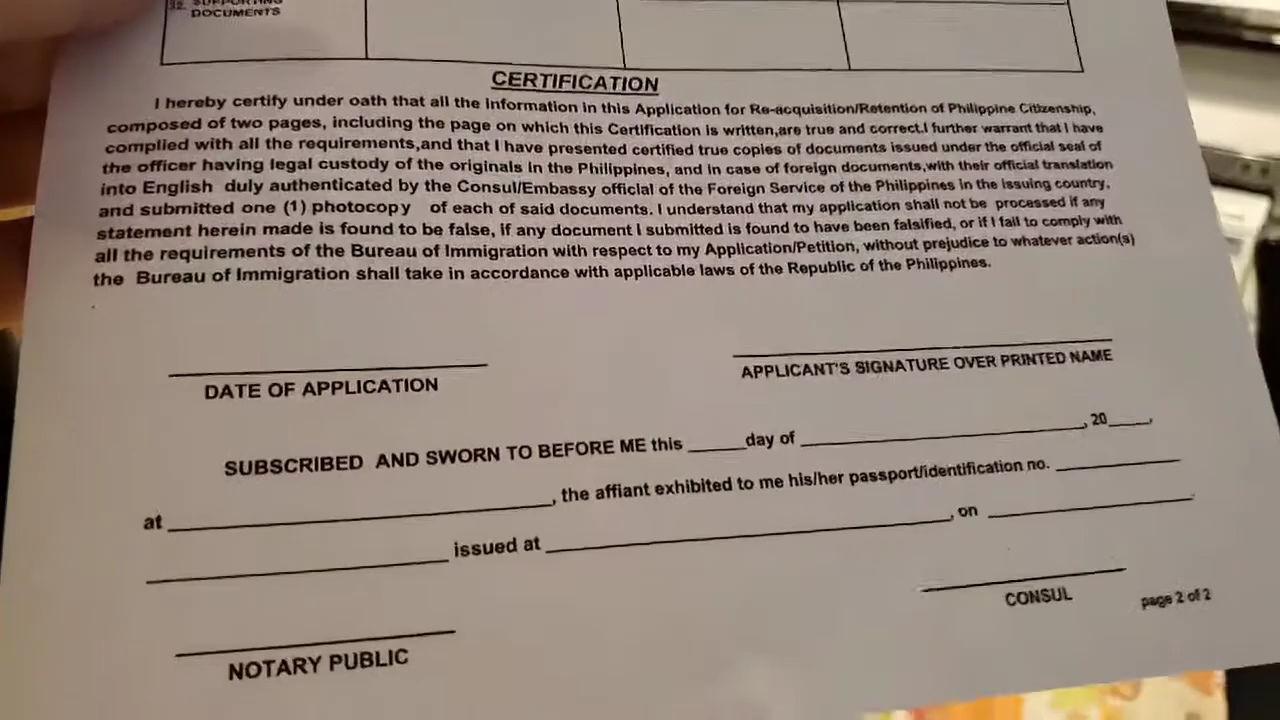 32. SUPPORTING
DOCUMENTS
CERTIFICATION
I hereby certify under oath that all the information in this Application for Re-acquisition/Retention of Philippine Citizenship,
composed of two pages, including the page on which this Certification is written,are true and correct.I further warrant that I have
complied with all the requirements,and that I have presented certified true copies of documents issued under the official seal of
the officer having legal custody of the originals in the Philippines, and in case of foreign documents,with their official translation
into English duly authenticated by the Consul/Embassy official of the Foreign Service of the Philippines in the issuing country,
and submitted one (1) photocopy of each of said documents. I understand that my application shall not be processed if any
statement herein made is found to be false, if any document I submitted is found to have been falsified, or if I fail to comply with
all the requirements of the Bureau of Immigration with respect to my Application/Petition, without prejudice to whatever action(s)
the Bureau of Immigration shall take in accordance with applicable laws of the Republic of the Philippines.
DATE OF APPLICATION
APPLICANT'S SIGNATURE OVER PRINTED NAME
SUBSCRIBED AND SWORN TO BEFORE ME this _____day of ____________________, 20____,
at ____________________, the affiant exhibited to me his/her passport/identification no. __________
____________________ issued at ____________________, on ____________________
CONSUL
page 2 of 2
NOTARY PUBLIC